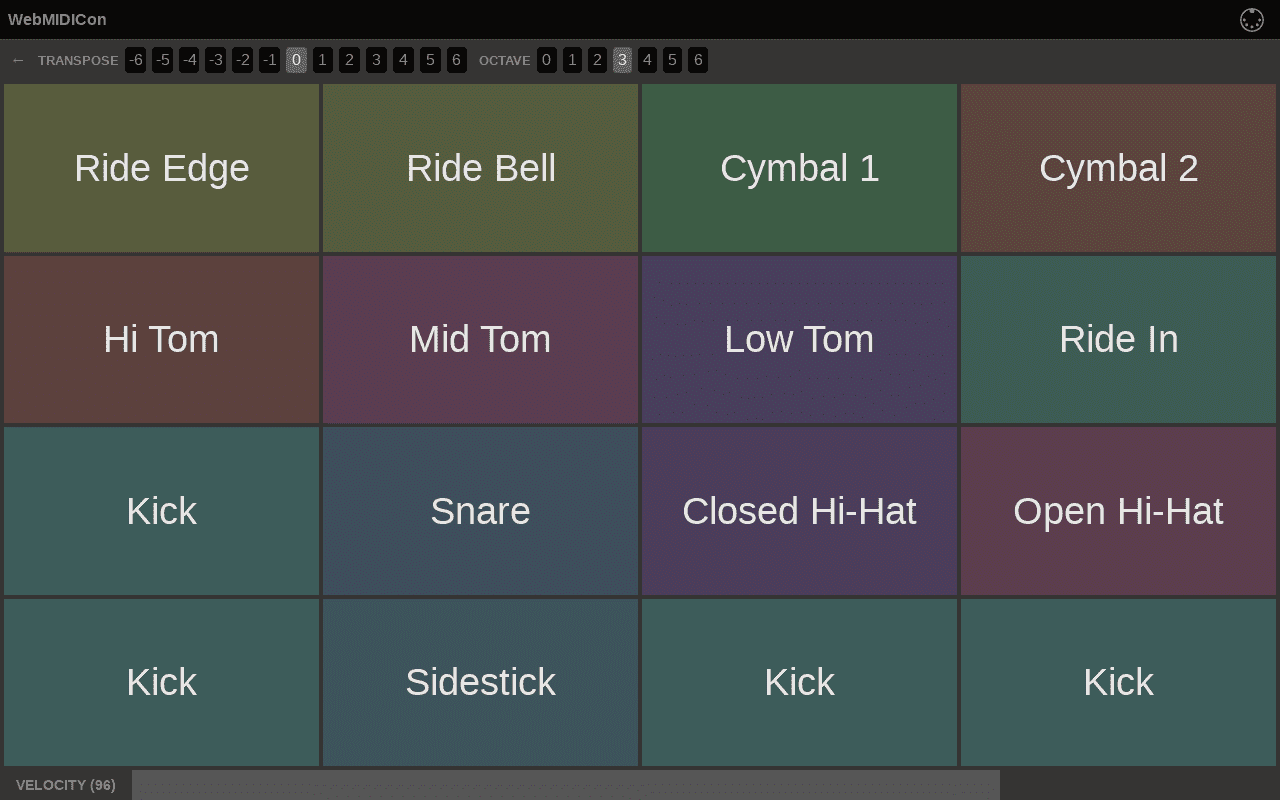 WebMIDICon
← TRANSPOSE -6 -5 -4 -3 -2 -1 0 1 2 3 4 5 6 OCTAVE 0 1 2 3 4 5 6
Ride Edge Ride Bell Cymbal 1 Cymbal 2
Hi Tom Mid Tom Low Tom Ride In
Kick Snare Closed Hi-Hat Open Hi-Hat
Kick Sidestick Kick Kick
VELOCITY (96)